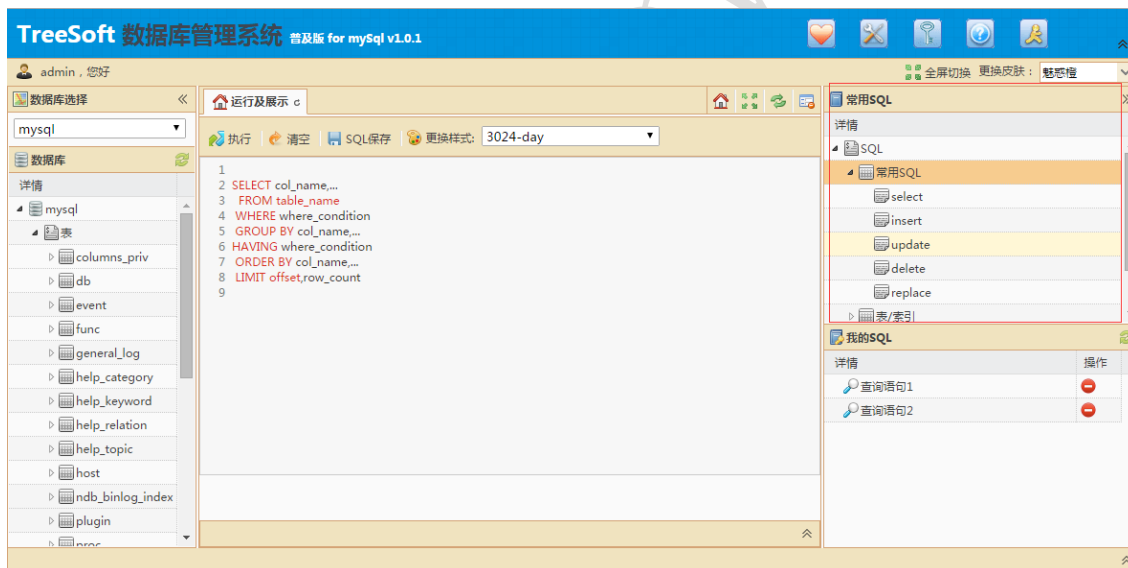 TreeSoft 数据库管理系统 普及版 for mySql v1.0.1
admin , 您好
全屏切换 更换皮肤: 魅惑橙
数据库选择
mysql
数据库
详情
mysql
表
columns_priv
db
event
func
general_log
help_category
help_keyword
help_relation
help_topic
host
ndb_binlog_index
plugin
proc
运行及展示
执行 清空 SQL保存 更换样式: 3024-day
1
2 SELECT col_name,...
3 FROM table_name
4 WHERE where_condition
5 GROUP BY col_name,...
6 HAVING where_condition
7 ORDER BY col_name,...
8 LIMIT offset,row_count
9
常用SQL
详情
SQL
常用SQL
select
insert
update
delete
replace
表/索引
我的SQL
详情 操作
查询语句1
查询语句2